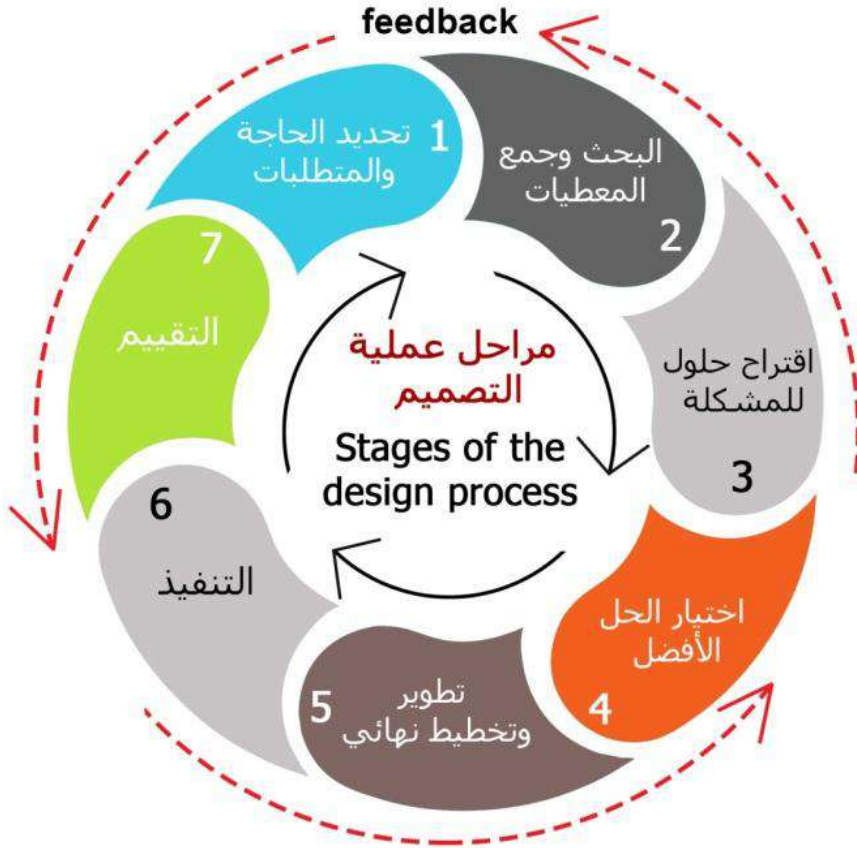 feedback
1
تحديد الحاجة
والمتطلبات
2
البحث وجمع
المعطيات
3
اقتراح حلول
للمشكلة
4
اختيار الحل
الأفضل
5
تطوير
وتخطيط نهائي
6
التنفيذ
7
التقييم
مراحل عملية
التصميم
Stages of the
design process